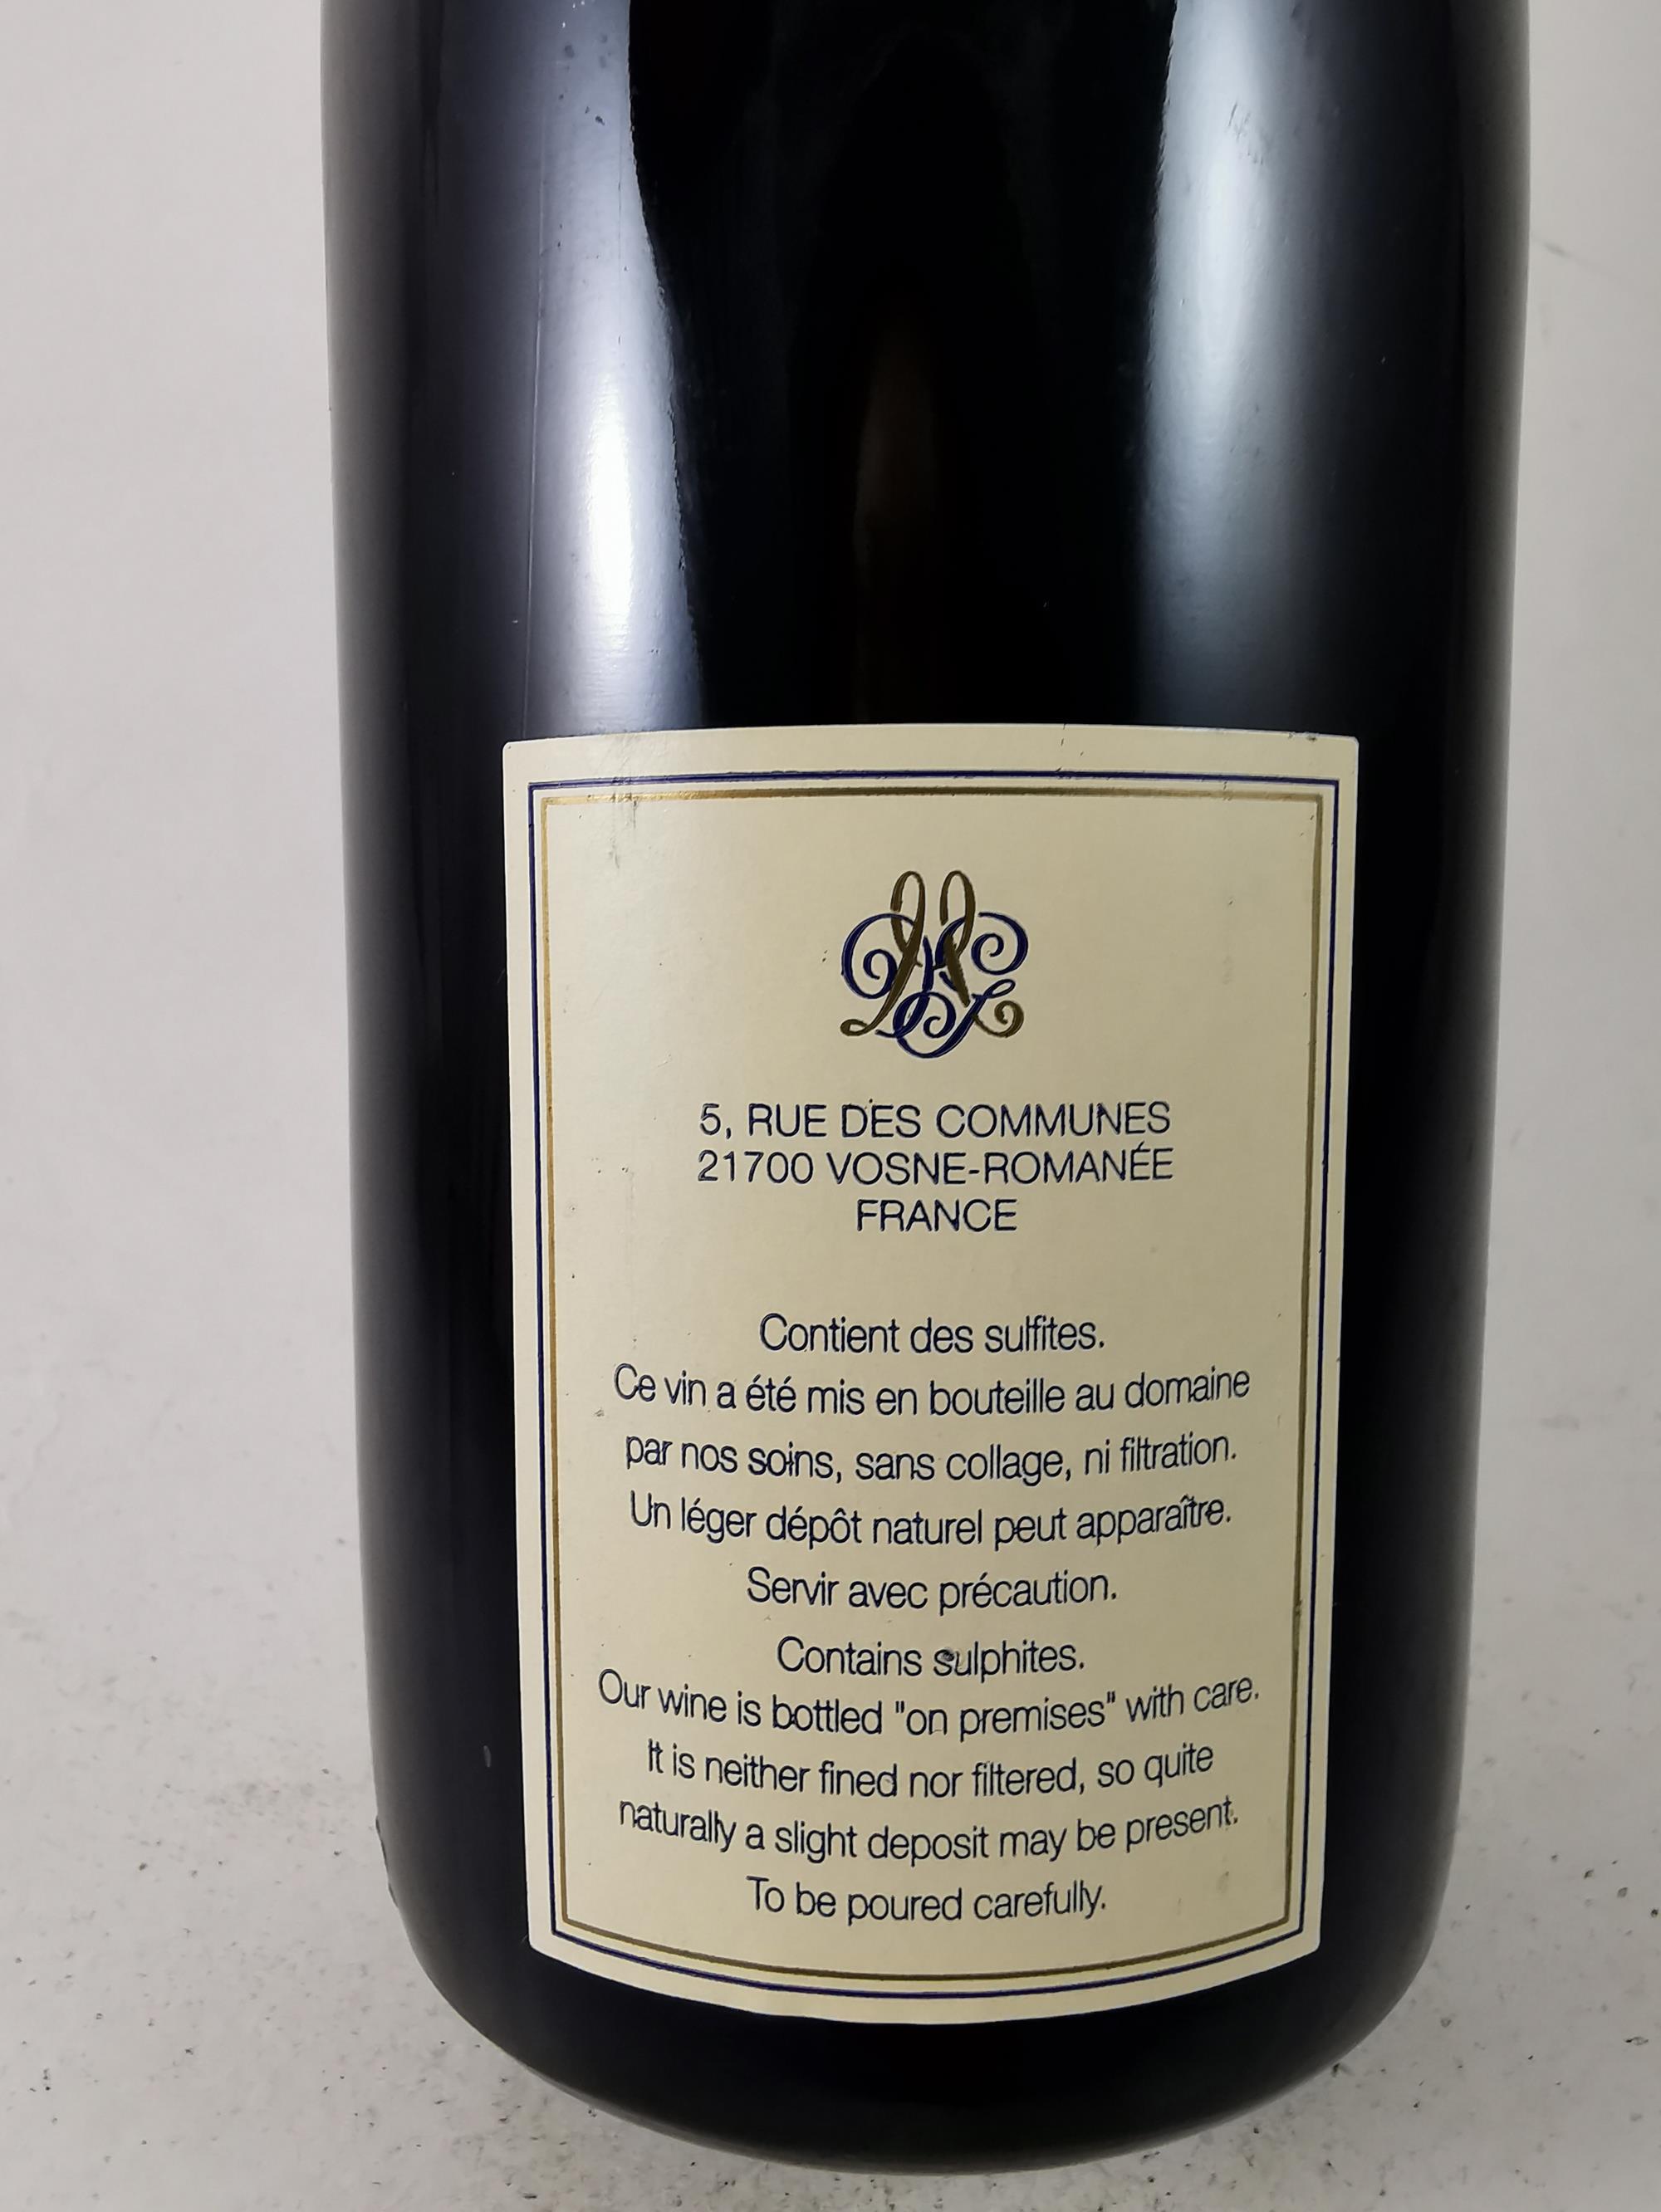 5, RUE DES COMMUNES
21700 VOSNE-ROMANÉE
FRANCE
Contient des sulfites.
Ce vin a été mis en bouteille au domaine
par nos soins, sans collage, ni filtration.
Un léger dépôt naturel peut apparaître.
Servir avec précaution.
Contains sulphites.
Our wine is bottled "on premises" with care.
It is neither fined nor filtered, so quite
naturally a slight deposit may be present.
To be poured carefully.